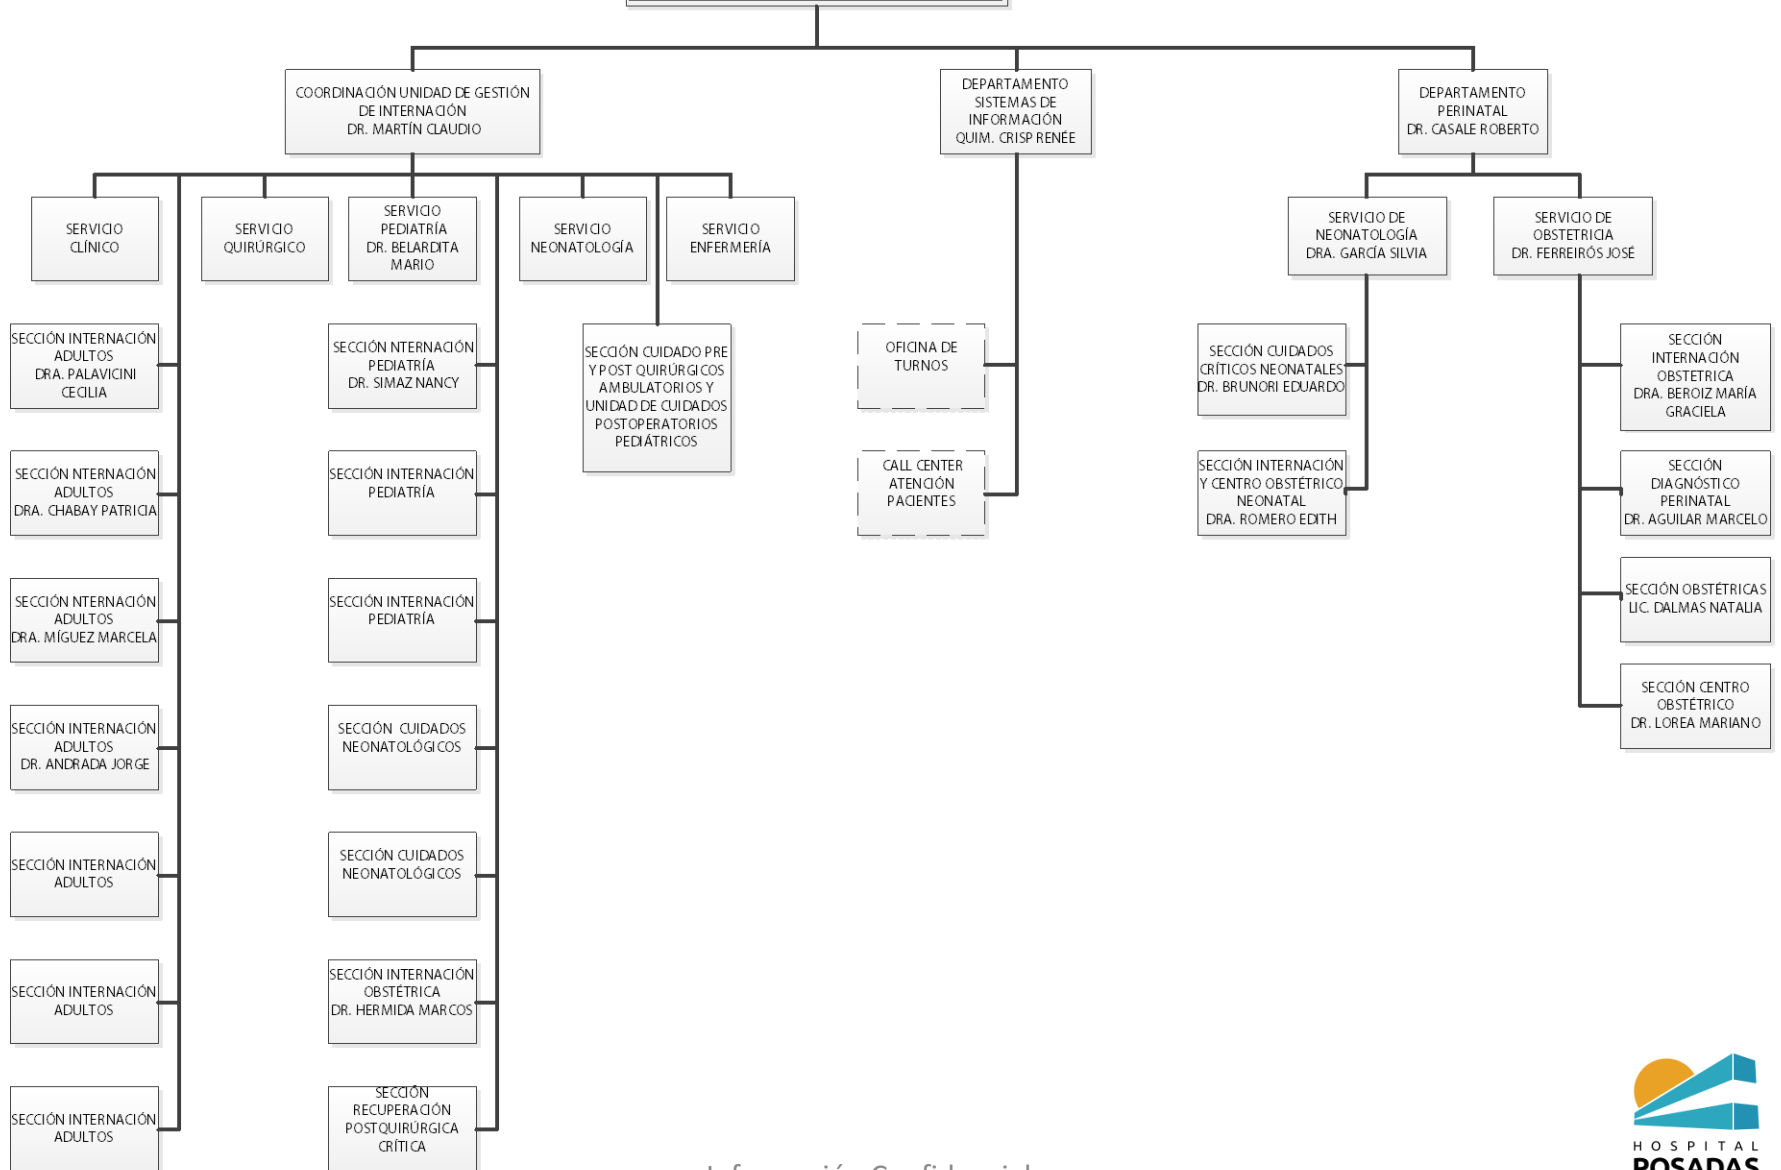 COORDINACIÓN UNIDAD DE GESTIÓN
DE INTERNACIÓN
DR. MARTÍN CLAUDIO
DEPARTAMENTO
SISTEMAS DE
INFORMACIÓN
QUIM. CRISP RENÉE
DEPARTAMENTO
PERINATAL
DR. CASALE ROBERTO
SERVICIO
CLÍNICO
SERVICIO
QUIRÚRGICO
SERVICIO
PEDIATRÍA
DR. BELARDITA
MARIO
SERVICIO
NEONATOLOGÍA
SERVICIO
ENFERMERÍA
SERVICIO DE
NEONATOLOGÍA
DRA. GARCÍA SILVIA
SERVICIO DE
OBSTETRICIA
DR. FERREIRÓS JOSÉ
SECCIÓN INTERNACIÓN
ADULTOS
DRA. PALAVICINI
CECILIA
SECCIÓN NTERNACIÓN
PEDIATRÍA
DR. SIMAZ NANCY
SECCIÓN CUIDADO PRE
Y POST QUIRÚRGICOS
AMBULATORIOS Y
UNIDAD DE CUIDADOS
POSTOPERATORIOS
PEDIÁTRICOS
OFICINA DE
TURNOS
SECCIÓN CUIDADOS
CRÍTICOS NEONATALES
DR. BRUNORI EDUARDO
SECCIÓN
INTERNACIÓN
OBSTETRICA
DRA. BEROIZ MARÍA
GRACIELA
SECCIÓN NTERNACIÓN
ADULTOS
DRA. CHABAY PATRICIA
SECCIÓN INTERNACIÓN
PEDIATRÍA
CALL CENTER
ATENCIÓN
PACIENTES
SECCIÓN INTERNACIÓN
Y CENTRO OBSTÉTRICO
NEONATAL
DRA. ROMERO EDITH
SECCIÓN
DIAGNÓSTICO
PERINATAL
DR. AGUILAR MARCELO
SECCIÓN NTERNACIÓN
ADULTOS
DRA. MÍGUEZ MARCELA
SECCIÓN INTERNACIÓN
PEDIATRÍA
SECCIÓN OBSTÉTRICAS
LIC. DALMAS NATALIA
SECCIÓN INTERNACIÓN
ADULTOS
DR. ANDRADA JORGE
SECCIÓN CUIDADOS
NEONATOLÓGICOS
SECCIÓN CENTRO
OBSTÉTRICO
DR. LOREA MARIANO
SECCIÓN INTERNACIÓN
ADULTOS
SECCIÓN CUIDADOS
NEONATOLÓGICOS
SECCIÓN INTERNACIÓN
ADULTOS
SECCIÓN INTERNACIÓN
OBSTÉTRICA
DR. HERMIDA MARCOS
SECCIÓN INTERNACIÓN
ADULTOS
SECCIÓN
RECUPERACIÓN
POSTQUIRÚRGICA
CRÍTICA
HOSPITAL
POSADAS
Información Confidencial